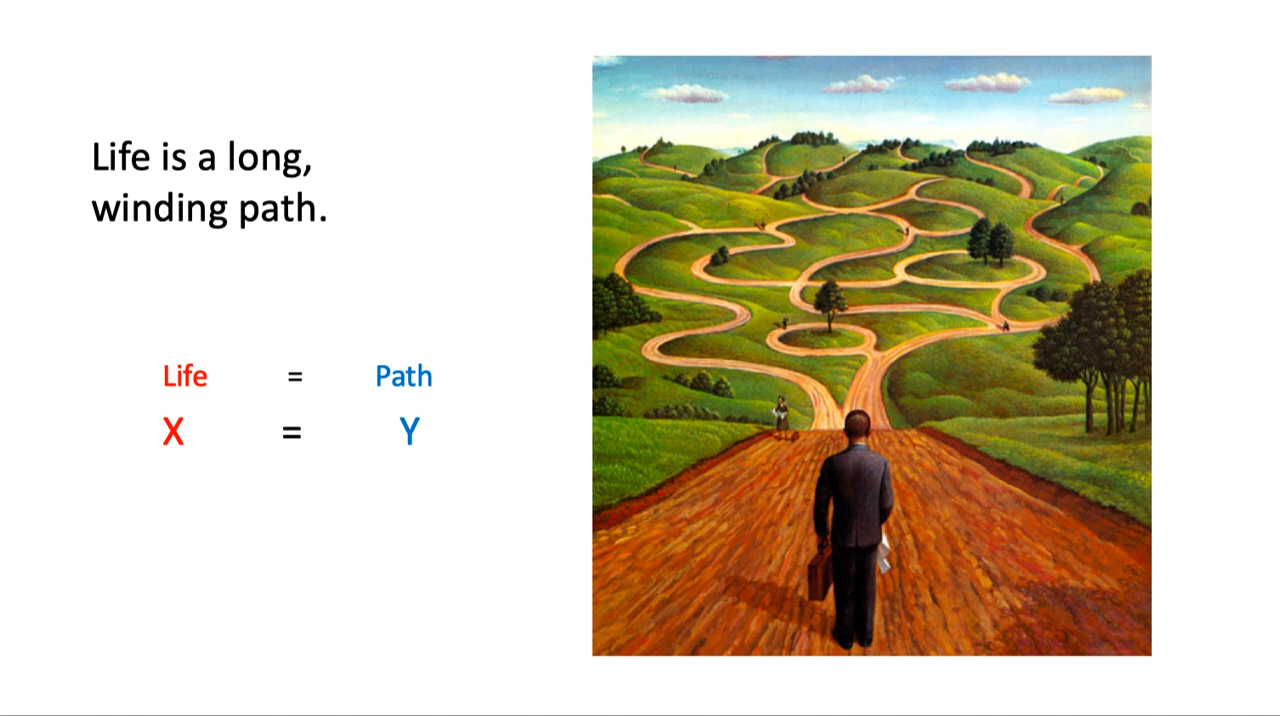 Life is a long,
winding path.
Life = Path
X = Y